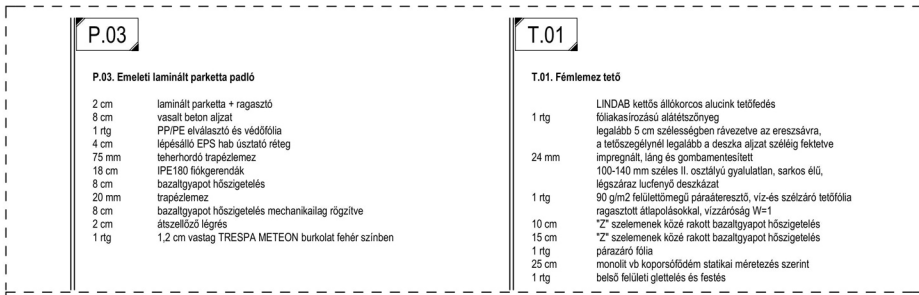 P.03
P.03. Emeleti laminált parketta padló
2 cm laminált parketta + ragasztó
8 cm vasalt beton aljzat
1 rtg PP/PE elválasztó és védőfólia
4 cm lépésálló EPS hab úsztató réteg
75 mm teherhordó trapézlemez
18 cm IPE180 fiókgerendák
8 cm bazaltgyapot hőszigetelés
20 mm trapézlemez
8 cm bazaltgyapot hőszigetelés mechanikailag rögzítve
2 cm átszellőző légrés
1 rtg 1,2 cm vastag TRESPA METEON burkolat fehér színben
T.01
T.01. Fémlemez tető
LINDAB kettős állókorcos alucink tetőfedés
1 rtg fóliakasírozású alátétszőnyeg
legalább 5 cm szélességben rávezetve az ereszsávra,
a tetőszegélynél legalább a deszka aljzat széléig fektetve
24 mm impregnált, láng és gombamentesített
100-140 mm széles II. osztályú gyalulatlan, sarkos élű,
légszáraz lucfenyő deszkázat
1 rtg 90 g/m2 felülettömegű páraáteresztő, víz-és szélzáró tetőfólia
ragasztott átlapolásokkal, vízzáróság W=1
10 cm "Z" szelemenek közé rakott bazaltgyapot hőszigetelés
15 cm "Z" szelemenek közé rakott bazaltgyapot hőszigetelés
1 rtg párazáró fólia
25 cm monolit vb koporsófödém statikai méretezés szerint
1 rtg belső felületi glettelés és festés